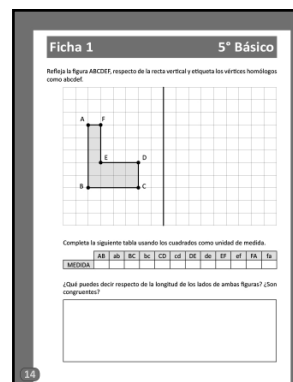 Ficha 1 5° Básico
Refleja la figura ABCDEF, respecto de la recta vertical y etiqueta los vértices homólogos
como abcdef.
A F
E D
B C
Completa la siguiente tabla usando los cuadrados como unidad de medida.
AB ab BC bc CD cd DE de EF ef FA fa
MEDIDA
¿Qué puedes decir respecto de la longitud de los lados de ambas figuras? ¿Son
congruentes?
14